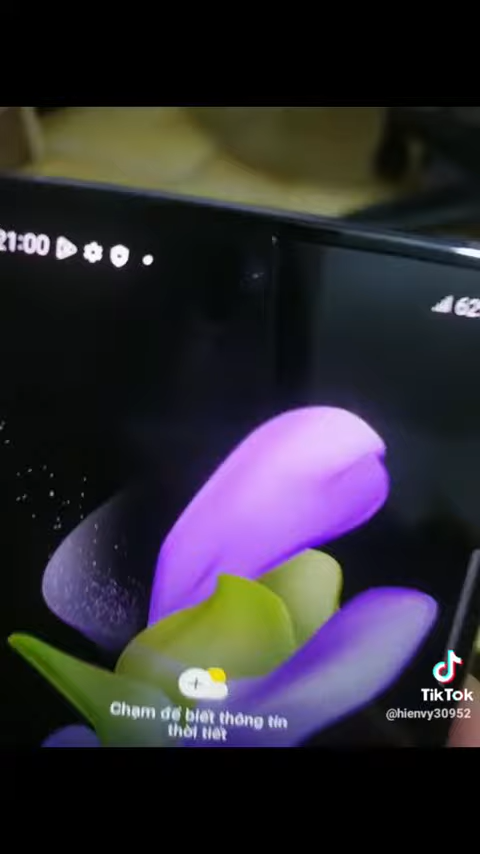 21:00
62
Chạm để biết thông tin
thời tiết
TikTok
@hienvy30952